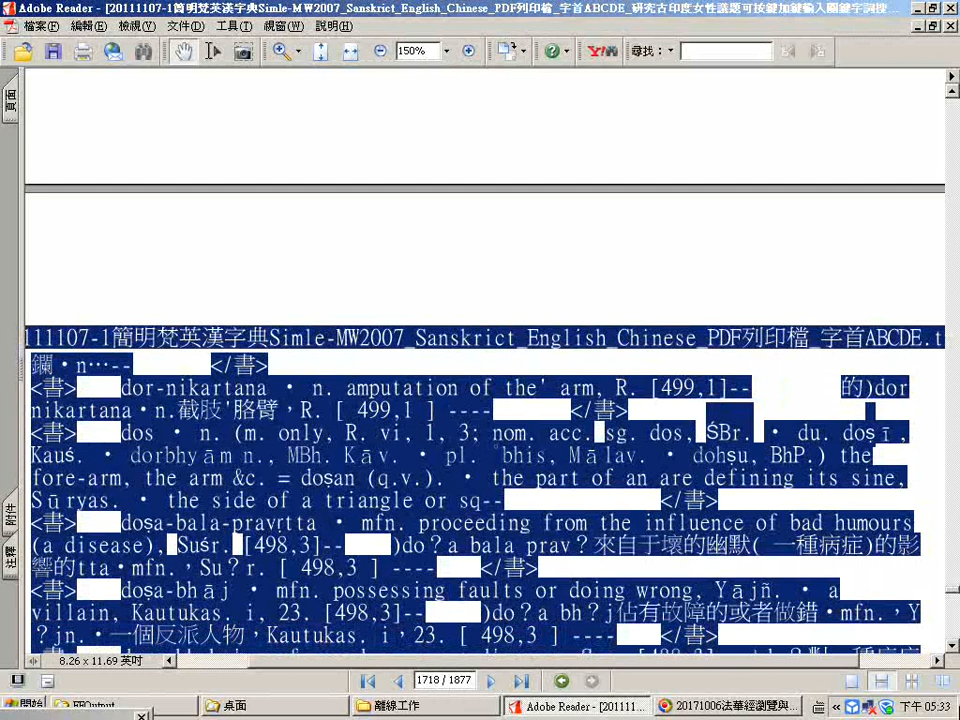 Adobe Reader - [20111107-1簡明梵英漢字典Simle-MW2007_Sanskrict_English_Chinese_PDF列印檔_字首ABCDE_研究古印度女性議題可按鍵加鍵輸入關鍵字詞搜...
檔案(F) 編輯(E) 檢視(V) 文件(D) 工具(T) 視窗(W) 說明(H)
150% 尋找：
頁面
111107-1簡明梵英漢字典Simle-MW2007_Sanskrict_English_Chinese_PDF列印檔_字首ABCDE.t
鑭‧n…-- </書>
<書> dor-nikartana ‧ n. amputation of the' arm, R. [499,1]-- 的)dor
nikartana‧n.截肢'胳臂，R. [ 499,1 ] ---- </書>
<書> dos ‧ n. (m. only, R. vi, 1, 3; nom. acc. sg. dos, ŚBr. ‧ du. doṣī,
Kauś. ‧ dorbhyām n., MBh. Kāv. ‧ pl. °bhis, Mālav. ‧ dohṣu, BhP.) the
fore-arm, the arm &c. = doṣan (q.v.). ‧ the part of an are defining its sine,
Sūryas. ‧ the side of a triangle or sq-- </書>
<書> doṣa-bala-pravrtta ‧ mfn. proceeding from the influence of bad humours
(a disease), Suśr. [498,3]-- )do？a bala prav？來自于壞的幽默( 一種病症)的影
響的tta‧mfn.，Su？r. [ 498,3 ] ---- </書>
<書> doṣa-bhāj ‧ mfn. possessing faults or doing wrong, Yājñ. ‧ a
villain, Kautukas. i, 23. [498,3]-- )do？a bh？j佔有故障的或者做錯‧mfn.，Y
？jn.‧一個反派人物，Kautukas. i，23. [ 498,3 ] ---- </書>
附件
注釋
8.26 x 11.69 英吋
1718 / 1877
開始 FFOutput 桌面 離線工作 Adobe Reader - [201111... 20171006法華經瀏覽與... 下午 05:33